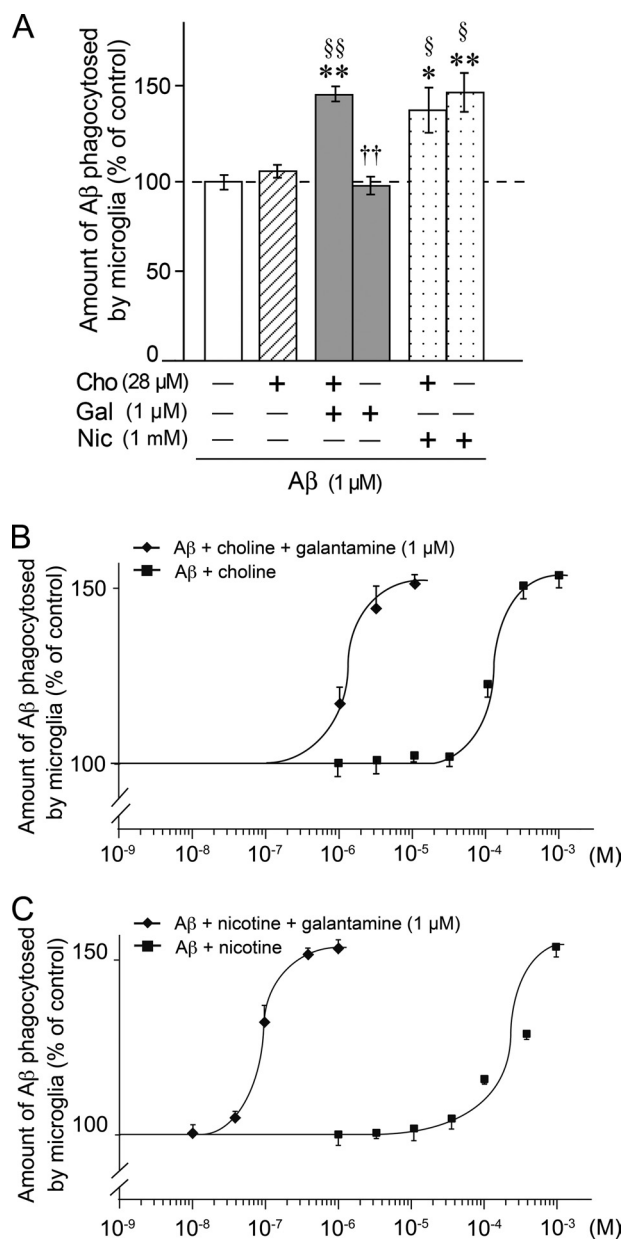 A
Amount of Aβ phagocytosed
by microglia (% of control)
150
100
50
0
§§
**
††
§
*
§
**
Cho (28 µM) — + + — + —
Gal (1 µM) — — + + — —
Nic (1 mM) — — — — + +
Aβ (1 µM)
B
Aβ + choline + galantamine (1 µM)
Aβ + choline
Amount of Aβ phagocytosed
by microglia (% of control)
150
100
10⁻⁹ 10⁻⁸ 10⁻⁷ 10⁻⁶ 10⁻⁵ 10⁻⁴ 10⁻³ (M)
C
Aβ + nicotine + galantamine (1 µM)
Aβ + nicotine
Amount of Aβ phagocytosed
by microglia (% of control)
150
100
10⁻⁹ 10⁻⁸ 10⁻⁷ 10⁻⁶ 10⁻⁵ 10⁻⁴ 10⁻³ (M)